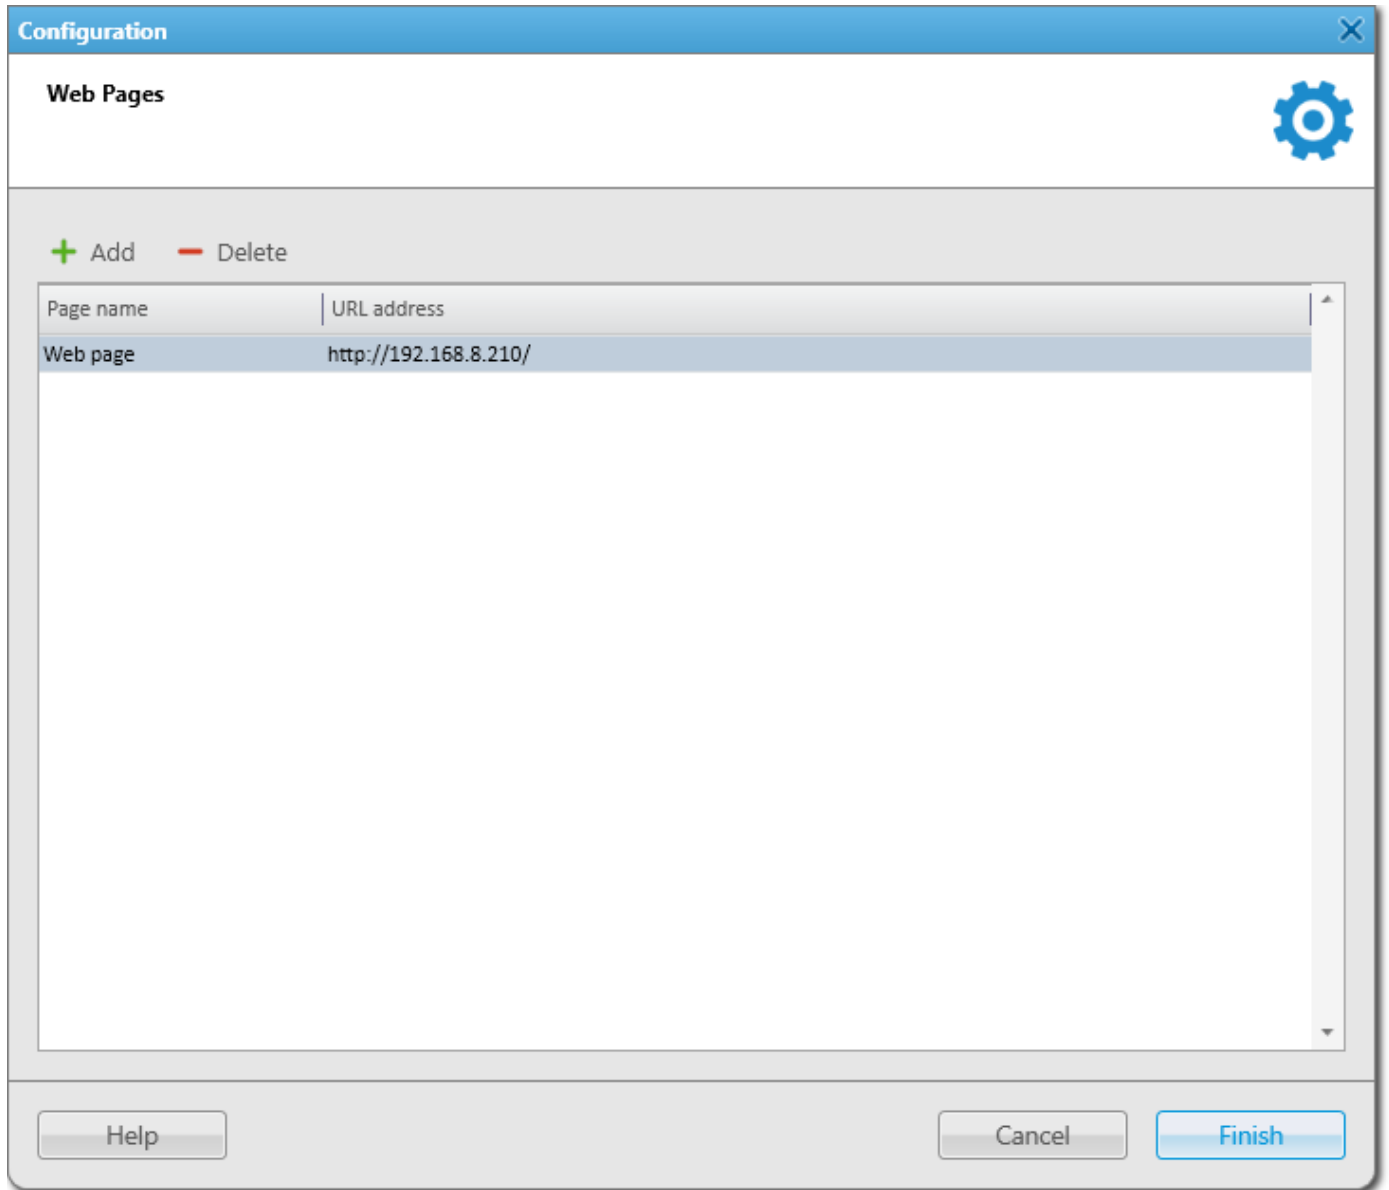 Configuration
Web Pages
Add Delete
Page name URL address
Web page http://192.168.8.210/
Help Cancel Finish